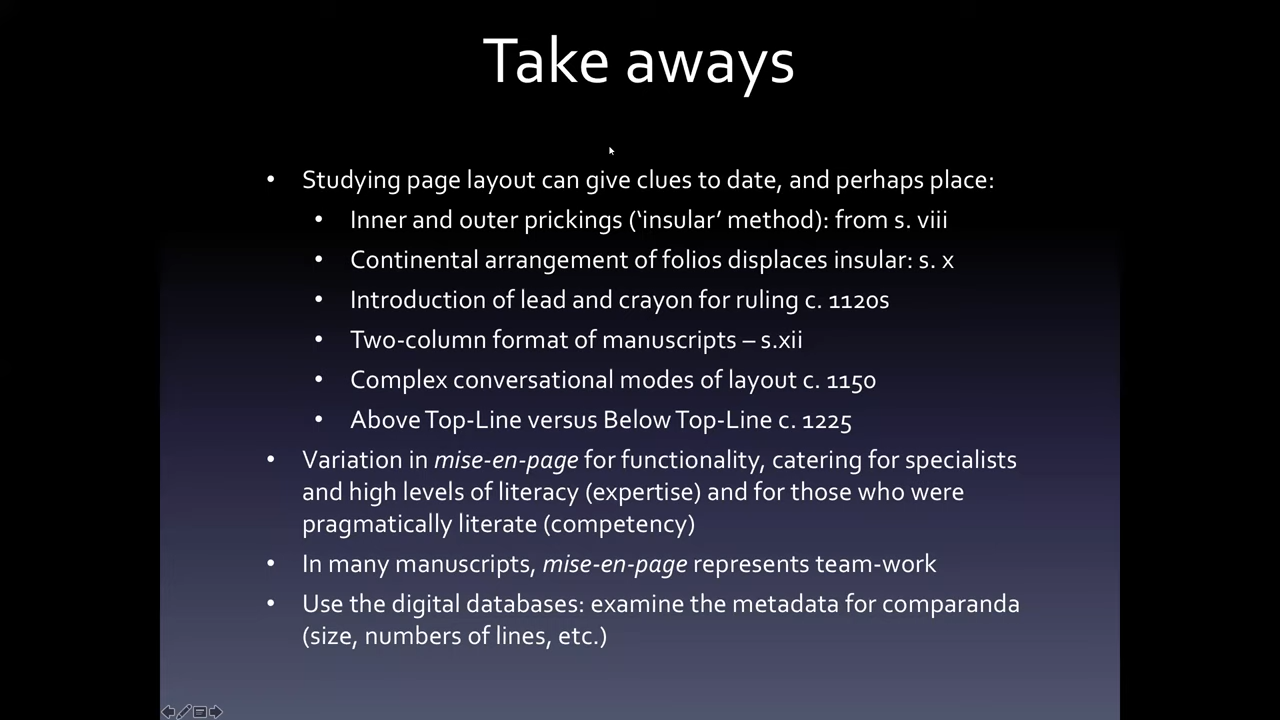 Take aways
• Studying page layout can give clues to date, and perhaps place:
• Inner and outer prickings (‘insular’ method): from s. viii
• Continental arrangement of folios displaces insular: s. x
• Introduction of lead and crayon for ruling c. 1120s
• Two-column format of manuscripts – s.xii
• Complex conversational modes of layout c. 1150
• Above Top-Line versus Below Top-Line c. 1225
• Variation in mise-en-page for functionality, catering for specialists
and high levels of literacy (expertise) and for those who were
pragmatically literate (competency)
• In many manuscripts, mise-en-page represents team-work
• Use the digital databases: examine the metadata for comparanda
(size, numbers of lines, etc.)